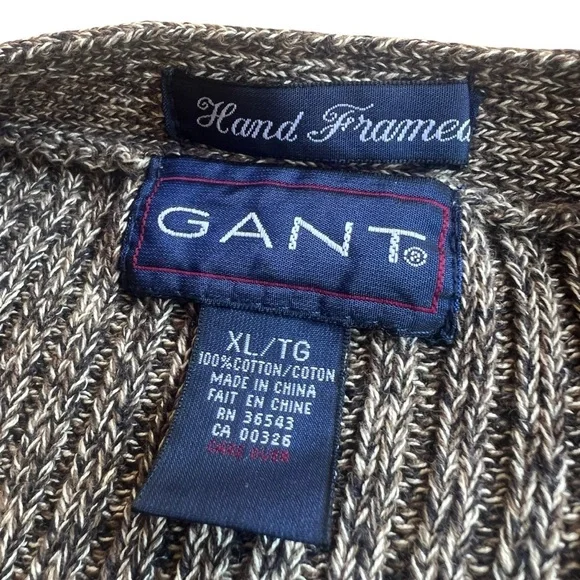 Hand Framed
GANT®
XL/TG
100%COTTON/COTON
MADE IN CHINA
FAIT EN CHINE
RN 36543
CA 00326